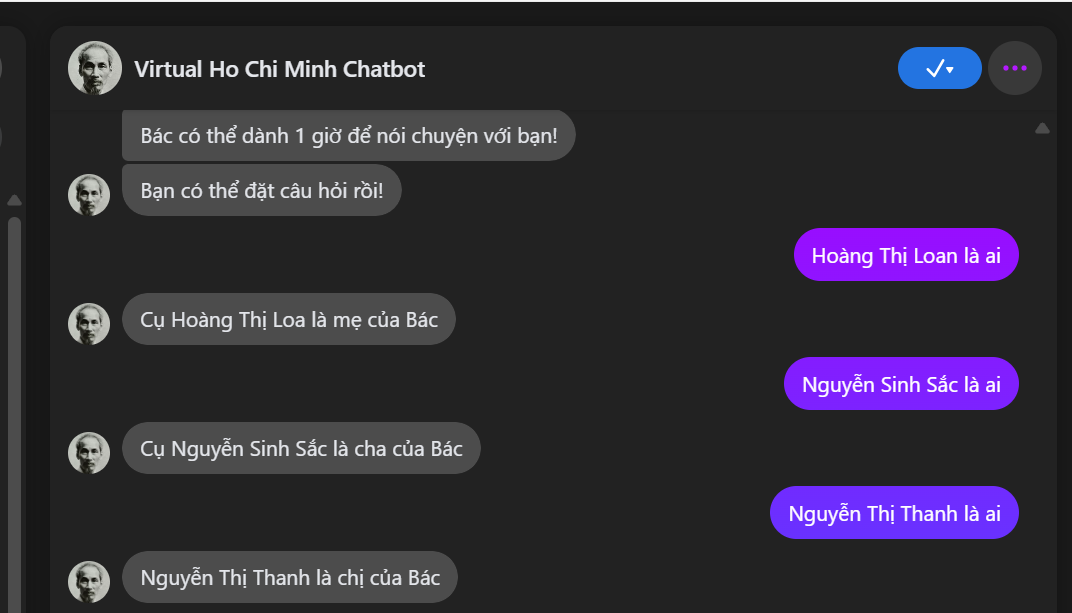 Virtual Ho Chi Minh Chatbot
Bác có thể dành 1 giờ để nói chuyện với bạn!
Bạn có thể đặt câu hỏi rồi!
Hoàng Thị Loan là ai
Cụ Hoàng Thị Loa là mẹ của Bác
Nguyễn Sinh Sắc là ai
Cụ Nguyễn Sinh Sắc là cha của Bác
Nguyễn Thị Thanh là ai
Nguyễn Thị Thanh là chị của Bác